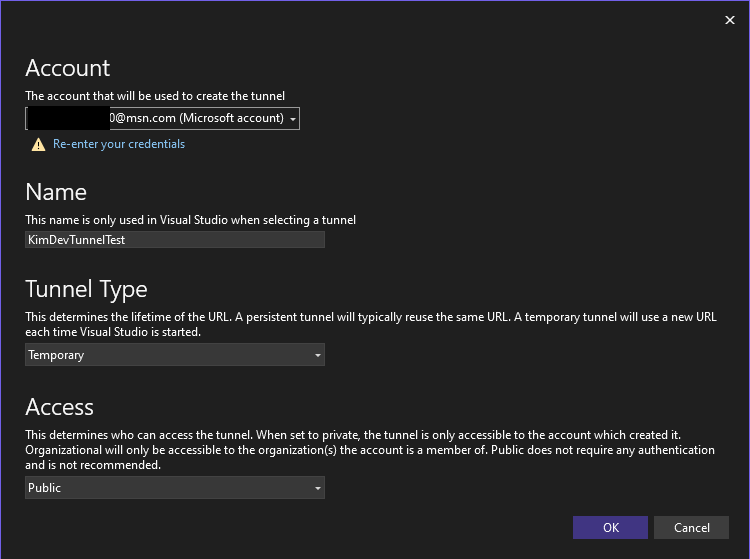 Account
The account that will be used to create the tunnel
0@msn.com (Microsoft account)
Re-enter your credentials
Name
This name is only used in Visual Studio when selecting a tunnel
KimDevTunnelTest
Tunnel Type
This determines the lifetime of the URL. A persistent tunnel will typically reuse the same URL. A temporary tunnel will use a new URL
each time Visual Studio is started.
Temporary
Access
This determines who can access the tunnel. When set to private, the tunnel is only accessible to the account which created it.
Organizational will only be accessible to the organization(s) the account is a member of. Public does not require any authentication
and is not recommended.
Public
OK
Cancel